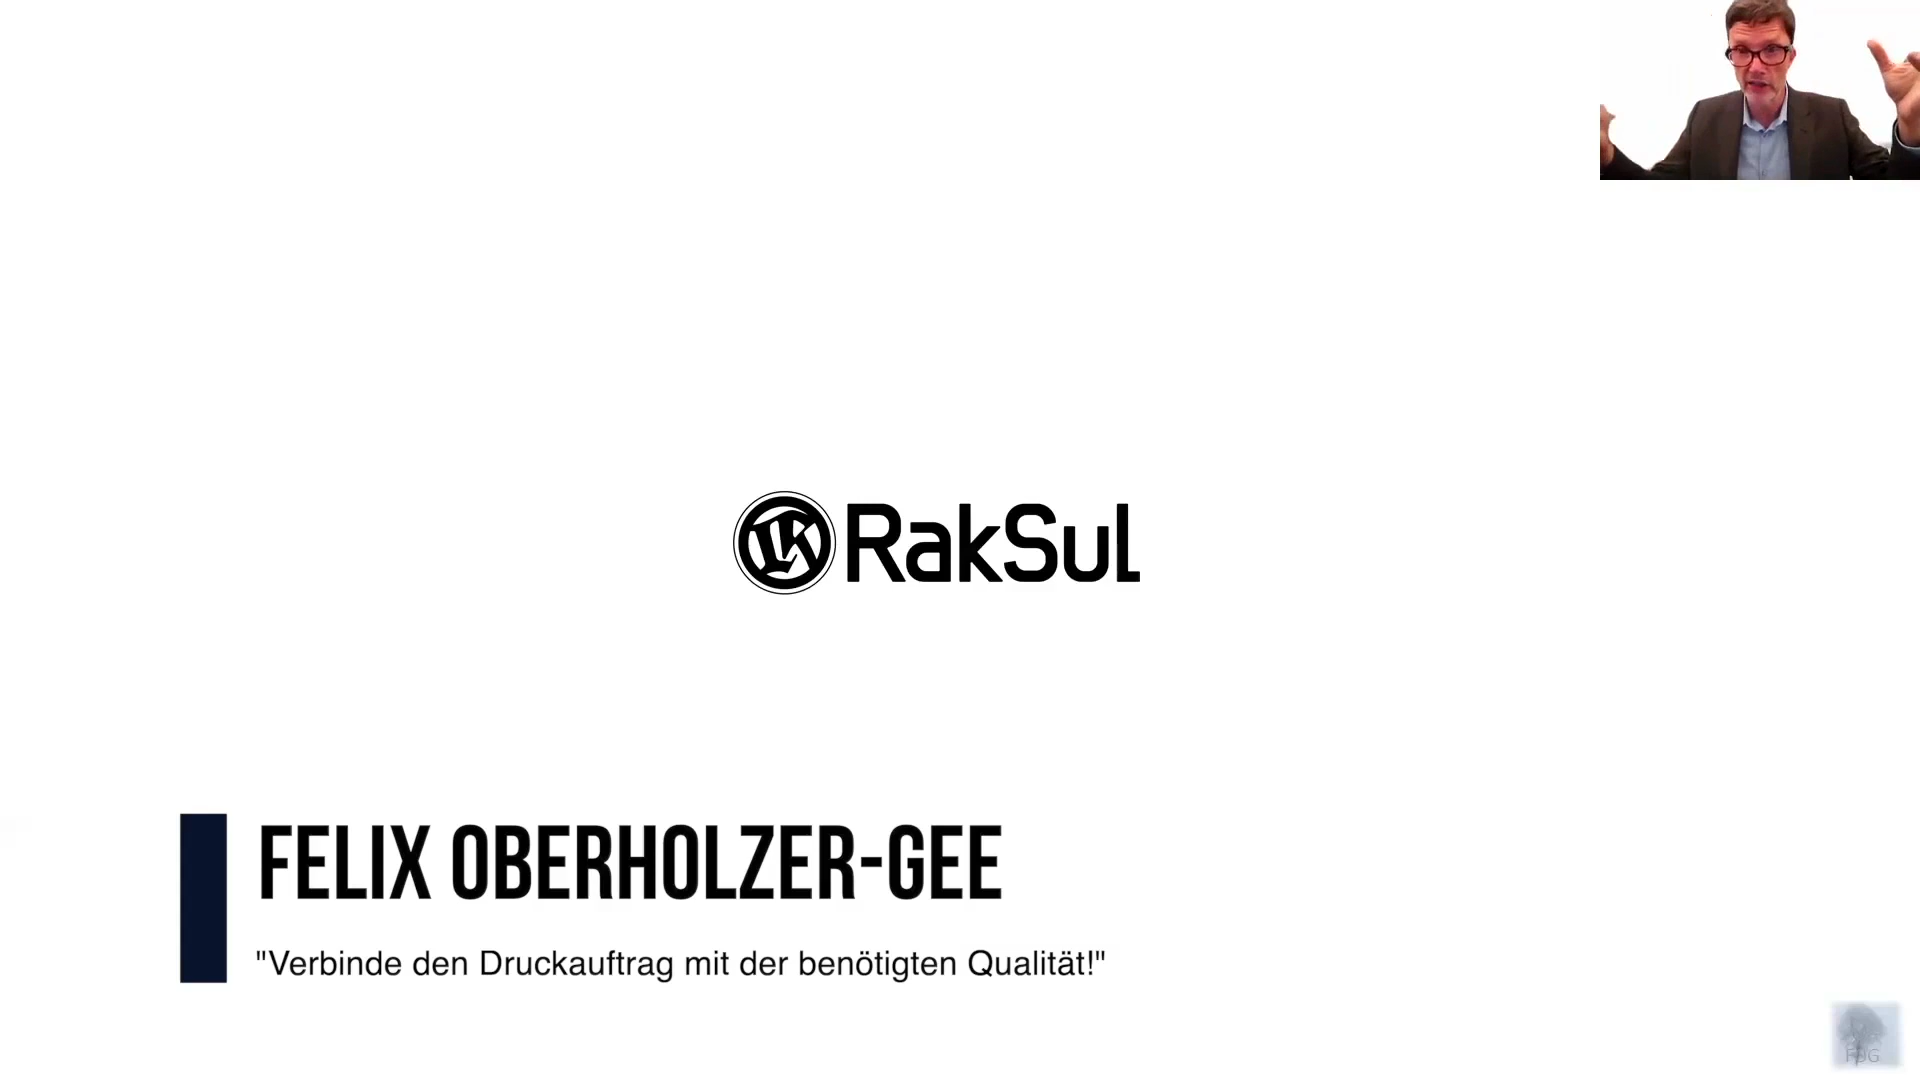 RakSul
FELIX OBERHOLZER-GEE
"Verbinde den Druckauftrag mit der benötigten Qualität!"